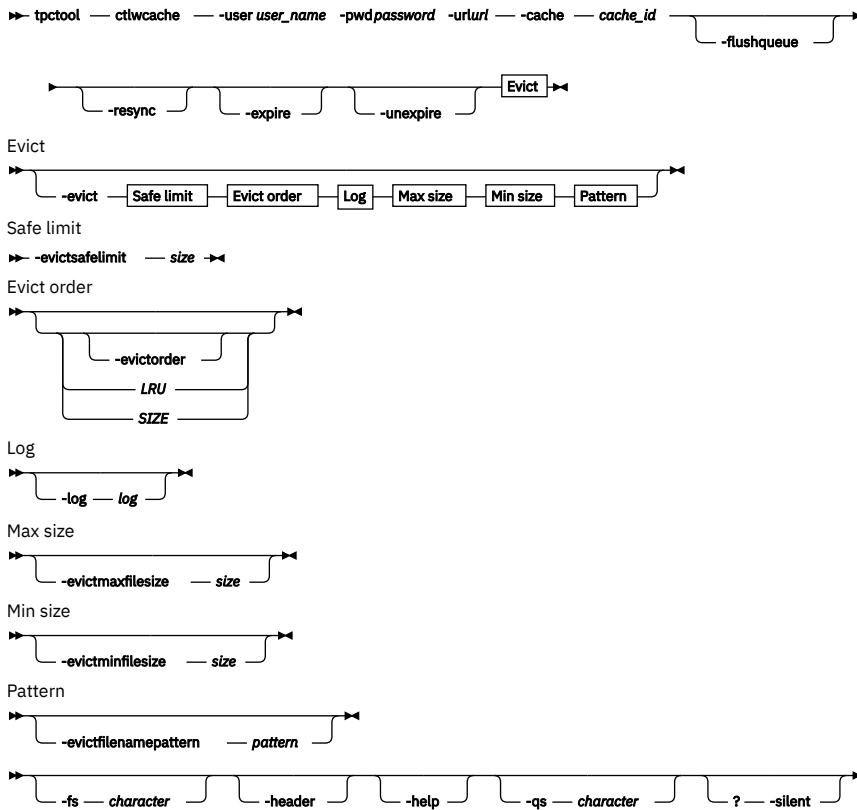 tpctool ctlwcache -user user_name -pwd password -url url -cache cache_id -flushqueue
-resync -expire -unexpire Evict
Evict
-evict Safe limit Evict order Log Max size Min size Pattern
Safe limit
-evictsafelimit size
Evict order
-evictorder
LRU
SIZE
Log
-log log
Max size
-evictmaxfilesize size
Min size
-evictminfilesize size
Pattern
-evictfilenamepattern pattern
-fs character -header -help -qs character ? -silent